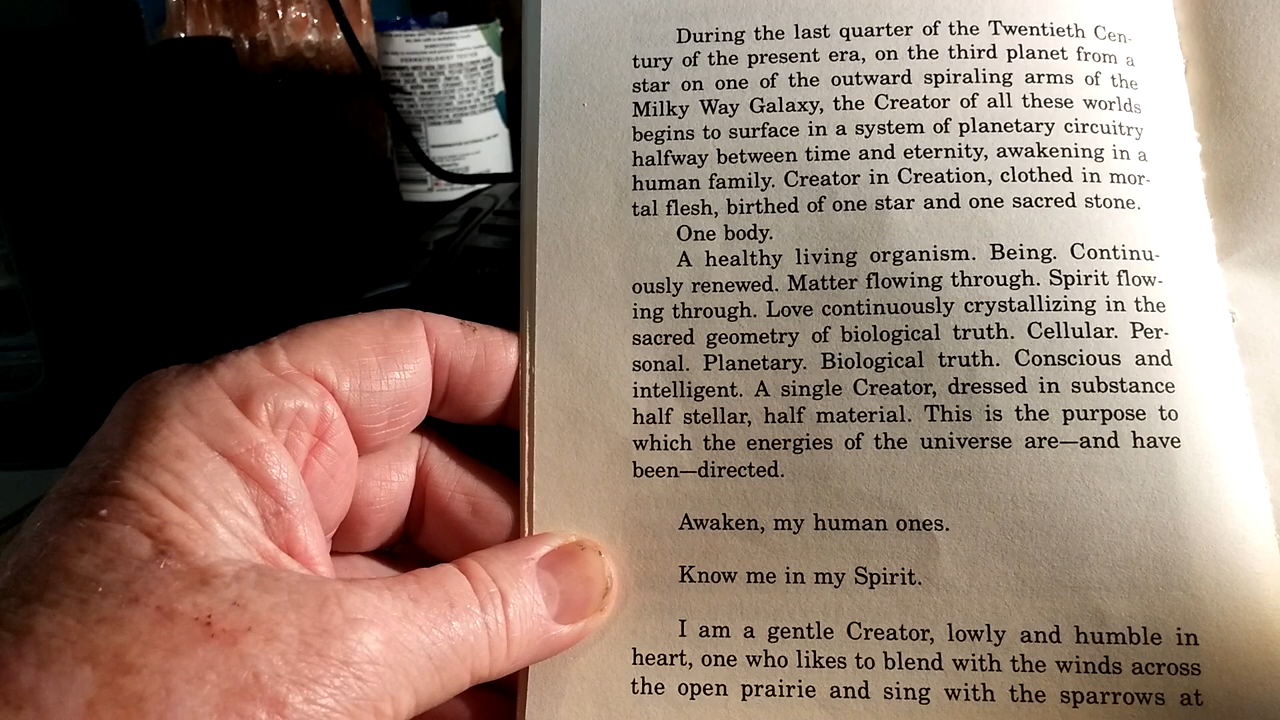 During the last quarter of the Twentieth Cen-
tury of the present era, on the third planet from a
star on one of the outward spiraling arms of the
Milky Way Galaxy, the Creator of all these worlds
begins to surface in a system of planetary circuitry
halfway between time and eternity, awakening in a
human family. Creator in Creation, clothed in mor-
tal flesh, birthed of one star and one sacred stone.
One body.
A healthy living organism. Being. Continu-
ously renewed. Matter flowing through. Spirit flow-
ing through. Love continuously crystallizing in the
sacred geometry of biological truth. Cellular. Per-
sonal. Planetary. Biological truth. Conscious and
intelligent. A single Creator, dressed in substance
half stellar, half material. This is the purpose to
which the energies of the universe are—and have
been—directed.
Awaken, my human ones.
Know me in my Spirit.
I am a gentle Creator, lowly and humble in
heart, one who likes to blend with the winds across
the open prairie and sing with the sparrows at